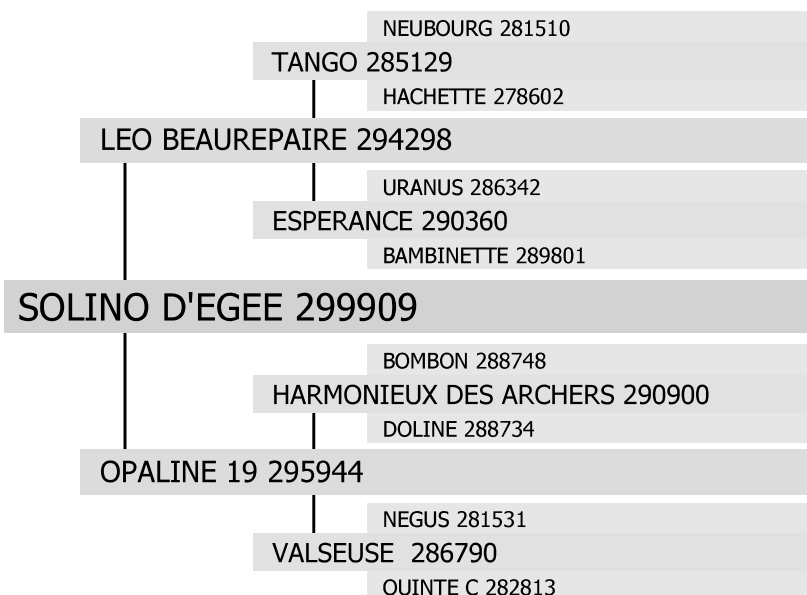 NEUBOURG 281510
TANGO 285129
HACHETTE 278602
LEO BEAUREPAIRE 294298
URANUS 286342
ESPERANCE 290360
BAMBINETTE 289801
SOLINO D'EGEE 299909
BOMBON 288748
HARMONIEUX DES ARCHERS 290900
DOLINE 288734
OPALINE 19 295944
NEGUS 281531
VALSEUSE  286790
QUINTE C 282813